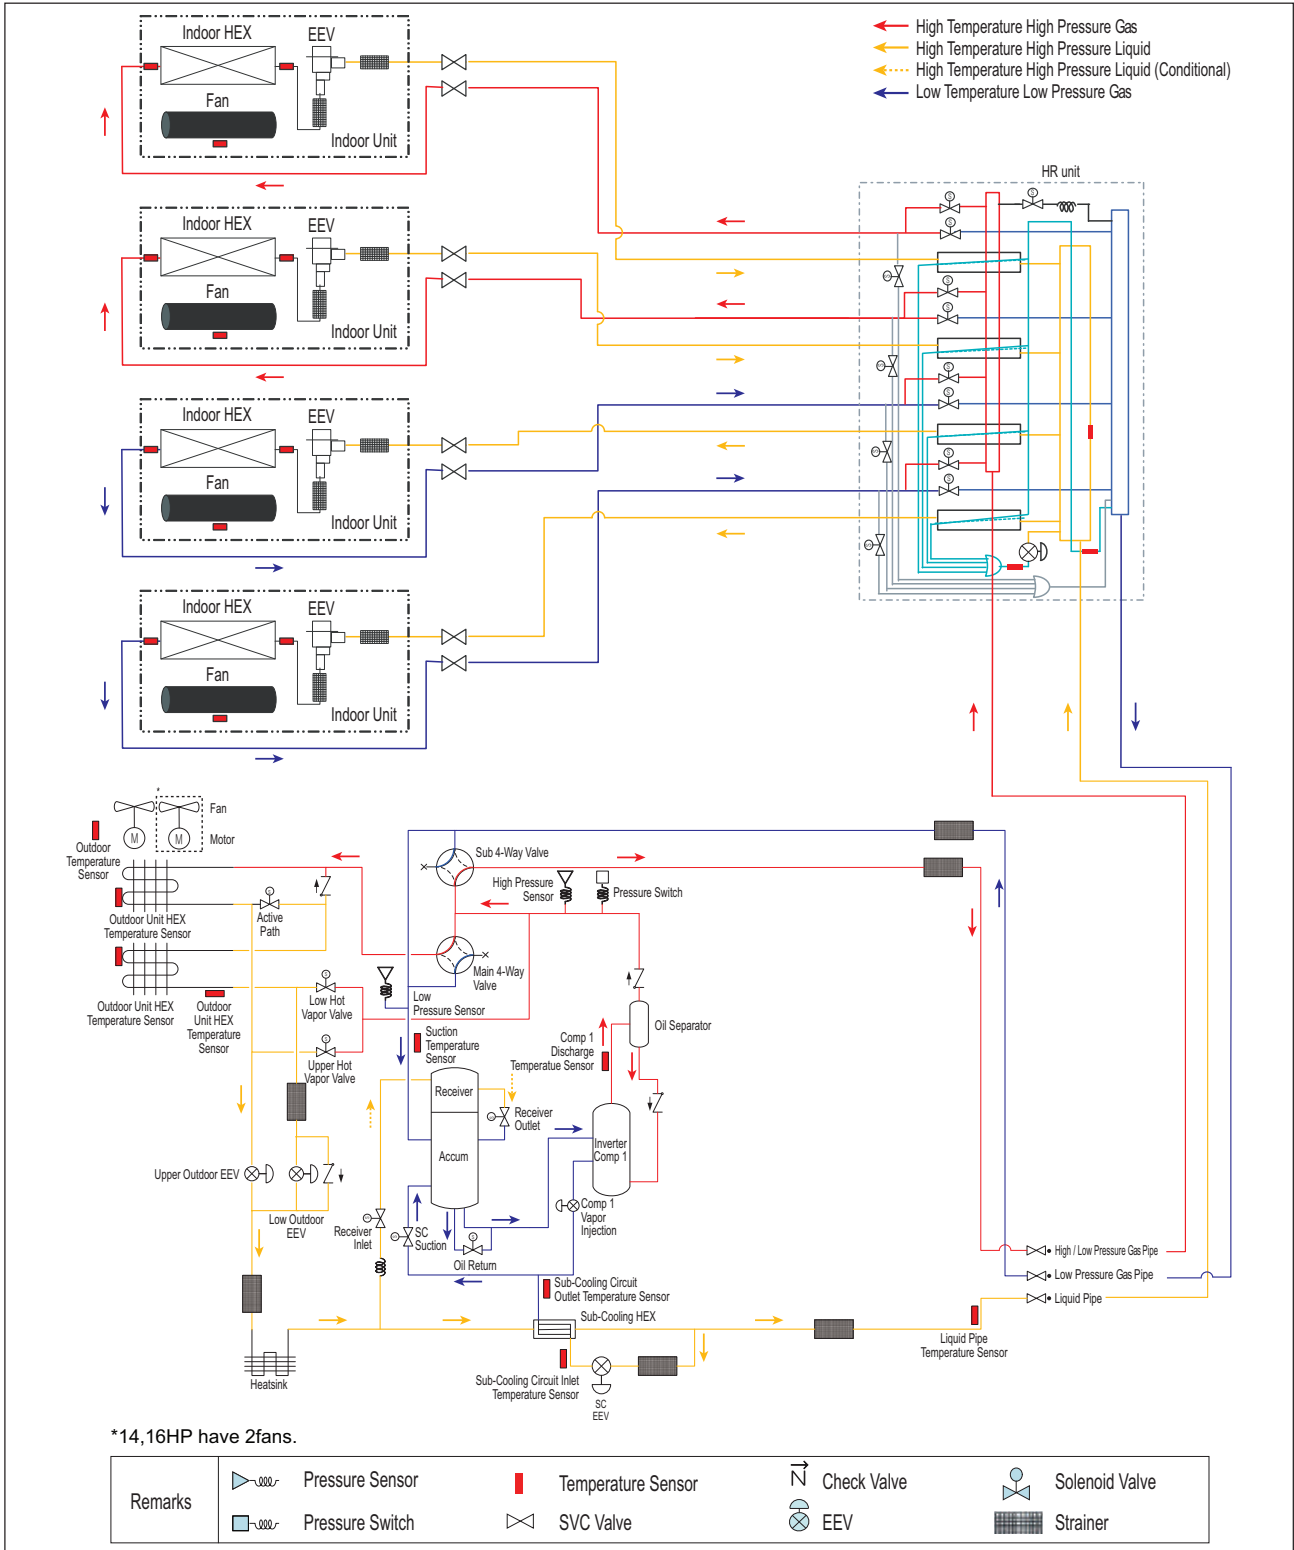 High Temperature High Pressure Gas
High Temperature High Pressure Liquid
High Temperature High Pressure Liquid (Conditional)
Low Temperature Low Pressure Gas
Indoor HEX
EEV
Fan
Indoor Unit
Indoor HEX
EEV
Fan
Indoor Unit
Indoor HEX
EEV
Fan
Indoor Unit
Indoor HEX
EEV
Fan
Indoor Unit
HR unit
S
S
S
S
S
S
S
S
S
S
S
S
S
*
Fan
Motor
M
M
Outdoor
Temperature
Sensor
Outdoor Unit HEX
Temperature Sensor
S
Active
Path
Outdoor Unit HEX
Temperature Sensor
Outdoor
Unit HEX
Temperature
Sensor
S
Low Hot
Vapor Valve
S
Upper Hot
Vapor Valve
Sub 4-Way Valve
High Pressure
Sensor
Pressure Switch
Main 4-Way
Valve
Low
Pressure Sensor
Suction
Temperature
Sensor
Comp 1
Discharge
Temperatue Sensor
Oil Separator
Receiver
S
Receiver
Outlet
Accum
Inverter
Comp 1
Upper Outdoor EEV
Low Outdoor
EEV
S
Receiver
Inlet
S
SC
Suction
S
Oil Return
Comp 1
Vapor
Injection
Sub-Cooling Circuit
Outlet Temperature Sensor
Sub-Cooling HEX
Sub-Cooling Circuit Inlet
Temperature Sensor
SC
EEV
Heatsink
High / Low Pressure Gas Pipe
Low Pressure Gas Pipe
Liquid Pipe
Liquid Pipe
Temperature Sensor
*14,16HP have 2fans.
Remarks
Pressure Sensor
Temperature Sensor
Check Valve
Solenoid Valve
Pressure Switch
SVC Valve
EEV
Strainer